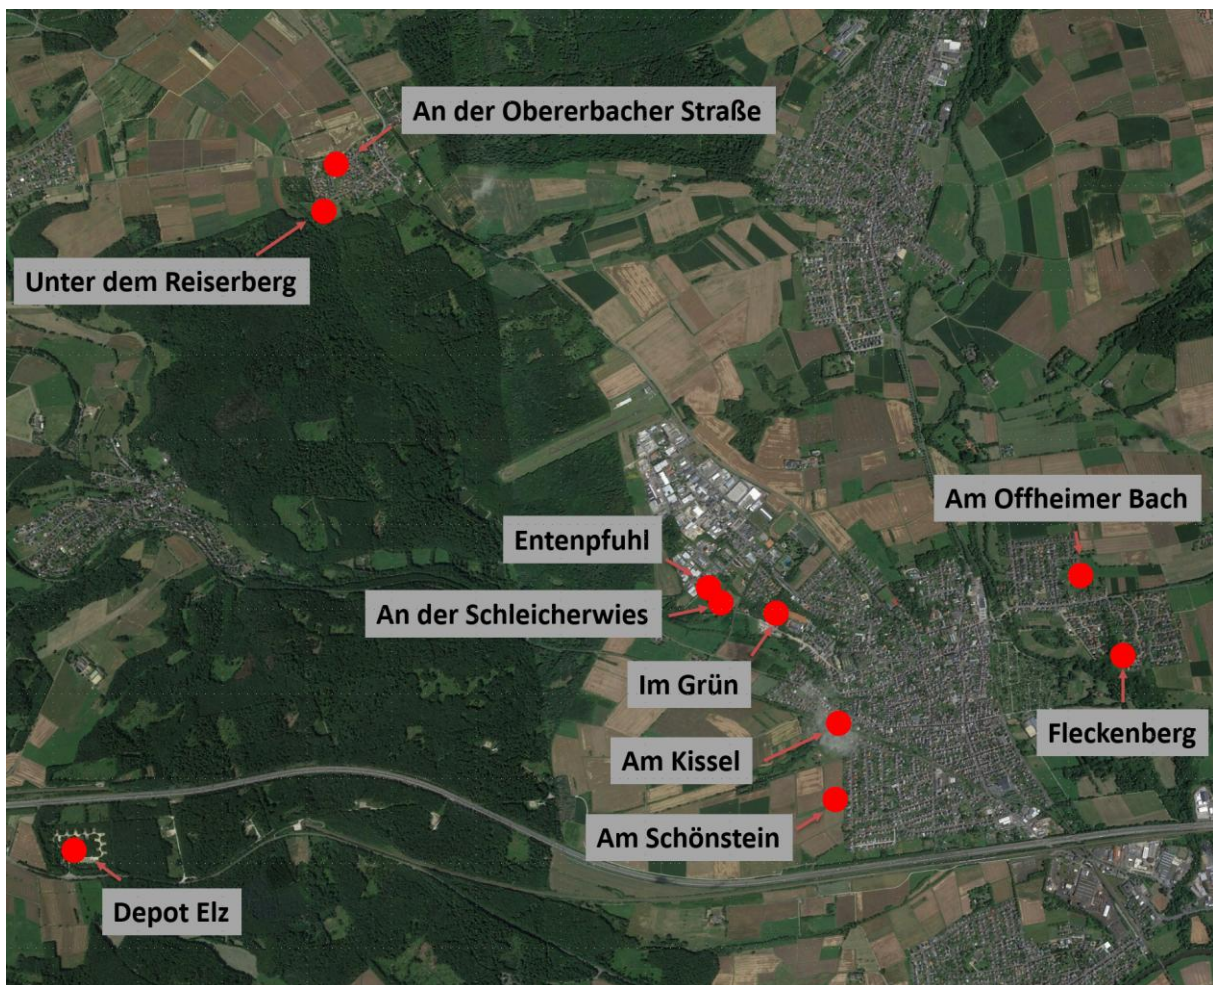 An der Obererbacher Straße
Unter dem Reiserberg
Am Offheimer Bach
Entenpfuhl
An der Schleicherwies
Im Grün
Fleckenberg
Am Kissel
Am Schönstein
Depot Elz